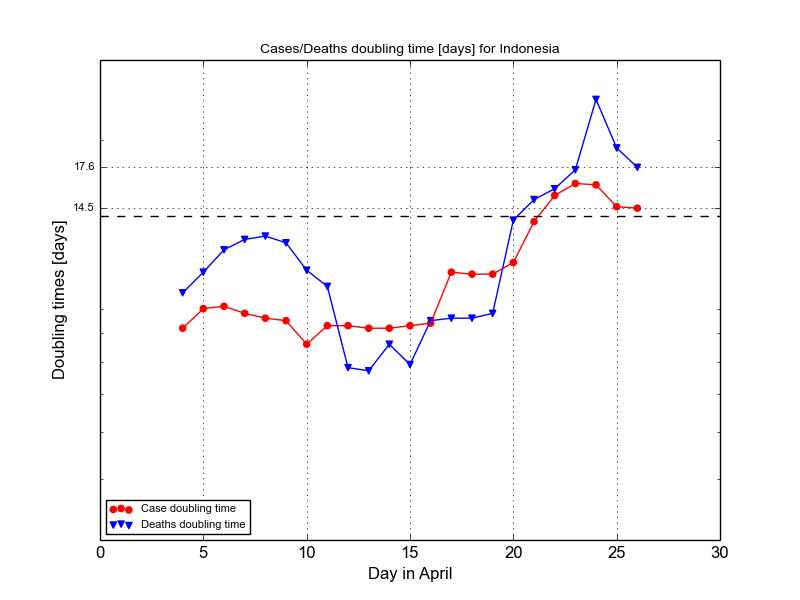 Cases/Deaths doubling time [days] for Indonesia
Doubling times [days]
17.6
14.5
Case doubling time
Deaths doubling time
0 5 10 15 20 25 30
Day in April